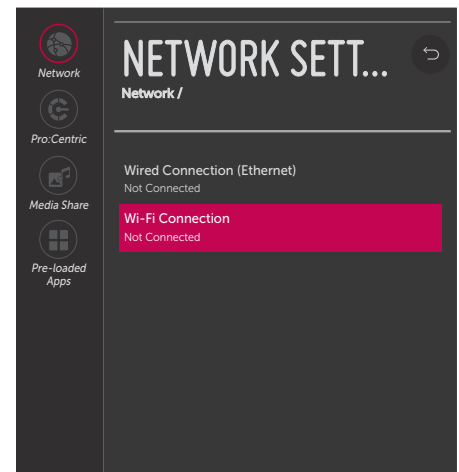 Network
Pro:Centric
Media Share
Pre-loaded
Apps
NETWORK SETT...
Network /
Wired Connection (Ethernet)
Not Connected
Wi-Fi Connection
Not Connected